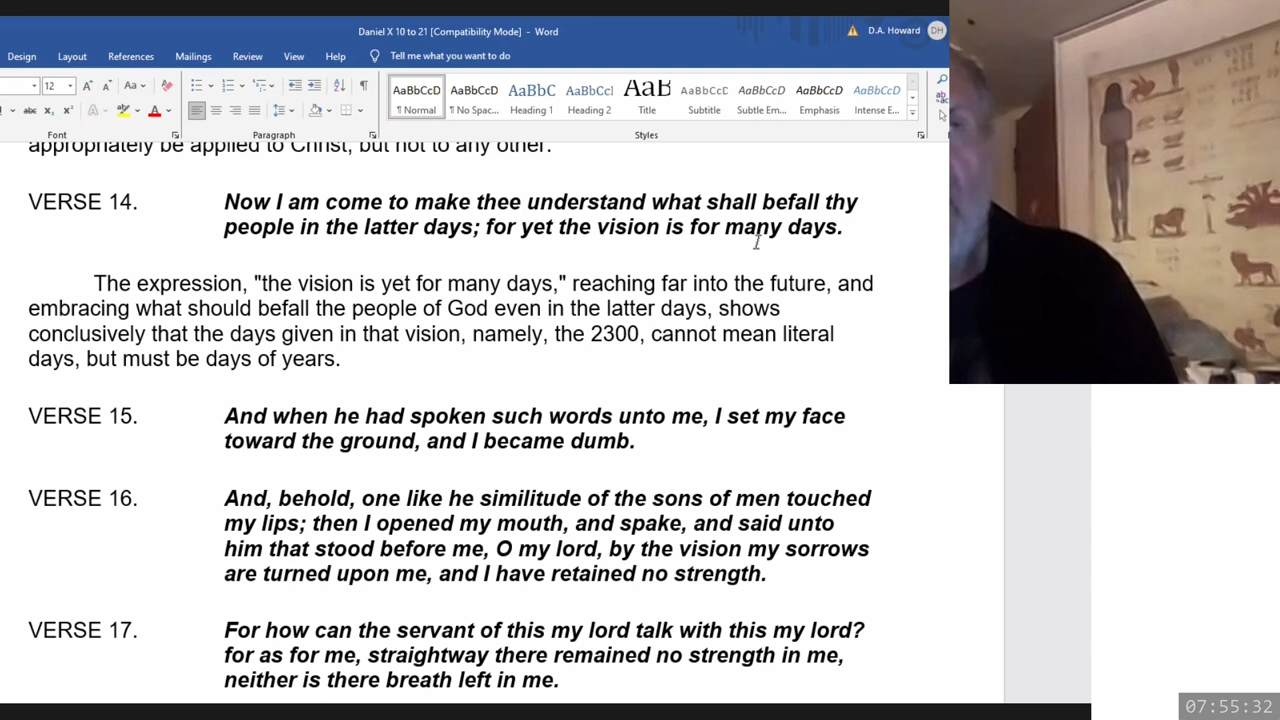 Daniel X 10 to 21 [Compatibility Mode] - Word
D.A. Howard
DH
Design Layout References Mailings Review View Help Tell me what you want to do
12 Aa
AaBbCcD AaBbCcD AaBbC AaBbCc AaB AaBbCcD AaBbCcD AaBbCcD AaBbCcD
¶ Normal ¶ No Spac... Heading 1 Heading 2 Title Subtitle Subtle Em... Emphasis Intense E...
Font Paragraph Styles
appropriately be applied to Christ, but not to any other.
VERSE 14. Now I am come to make thee understand what shall befall thy
people in the latter days; for yet the vision is for many days.
The expression, "the vision is yet for many days," reaching far into the future, and
embracing what should befall the people of God even in the latter days, shows
conclusively that the days given in that vision, namely, the 2300, cannot mean literal
days, but must be days of years.
VERSE 15. And when he had spoken such words unto me, I set my face
toward the ground, and I became dumb.
VERSE 16. And, behold, one like he similitude of the sons of men touched
my lips; then I opened my mouth, and spake, and said unto
him that stood before me, O my lord, by the vision my sorrows
are turned upon me, and I have retained no strength.
VERSE 17. For how can the servant of this my lord talk with this my lord?
for as for me, straightway there remained no strength in me,
neither is there breath left in me.
07:55:32